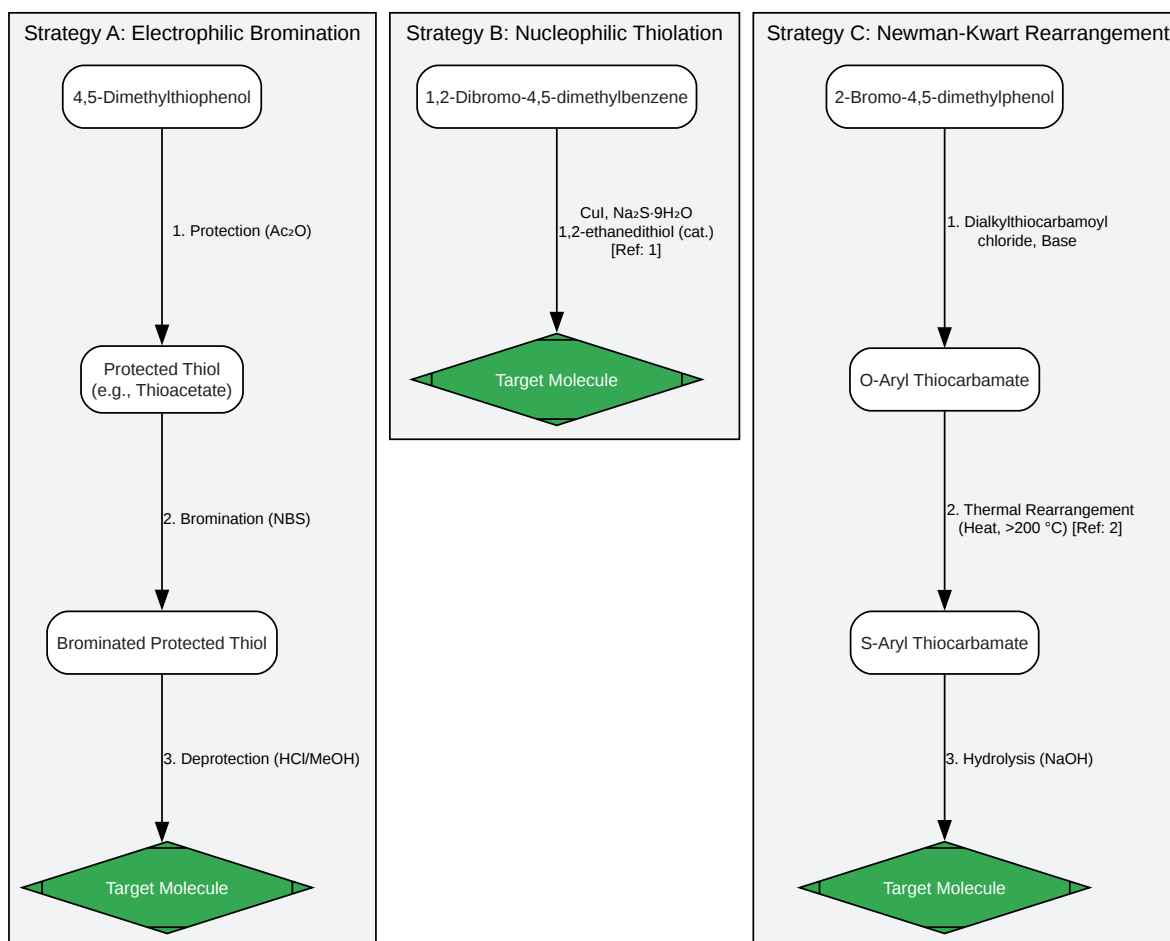 Strategy A: Electrophilic Bromination
4,5-Dimethylthiophenol
1. Protection (Ac₂O)
Protected Thiol
(e.g., Thioacetate)
2. Bromination (NBS)
Brominated Protected Thiol
3. Deprotection (HCl/MeOH)
Target Molecule
Strategy B: Nucleophilic Thiolation
1,2-Dibromo-4,5-dimethylbenzene
CuI, Na₂S·9H₂O
1,2-ethanedithiol (cat.)
[Ref: 1]
Target Molecule
Strategy C: Newman-Kwart Rearrangement
2-Bromo-4,5-dimethylphenol
1. Dialkylthiocarbamoyl
chloride, Base
O-Aryl Thiocarbamate
2. Thermal Rearrangement
(Heat, >200 °C) [Ref: 2]
S-Aryl Thiocarbamate
3. Hydrolysis (NaOH)
Target Molecule